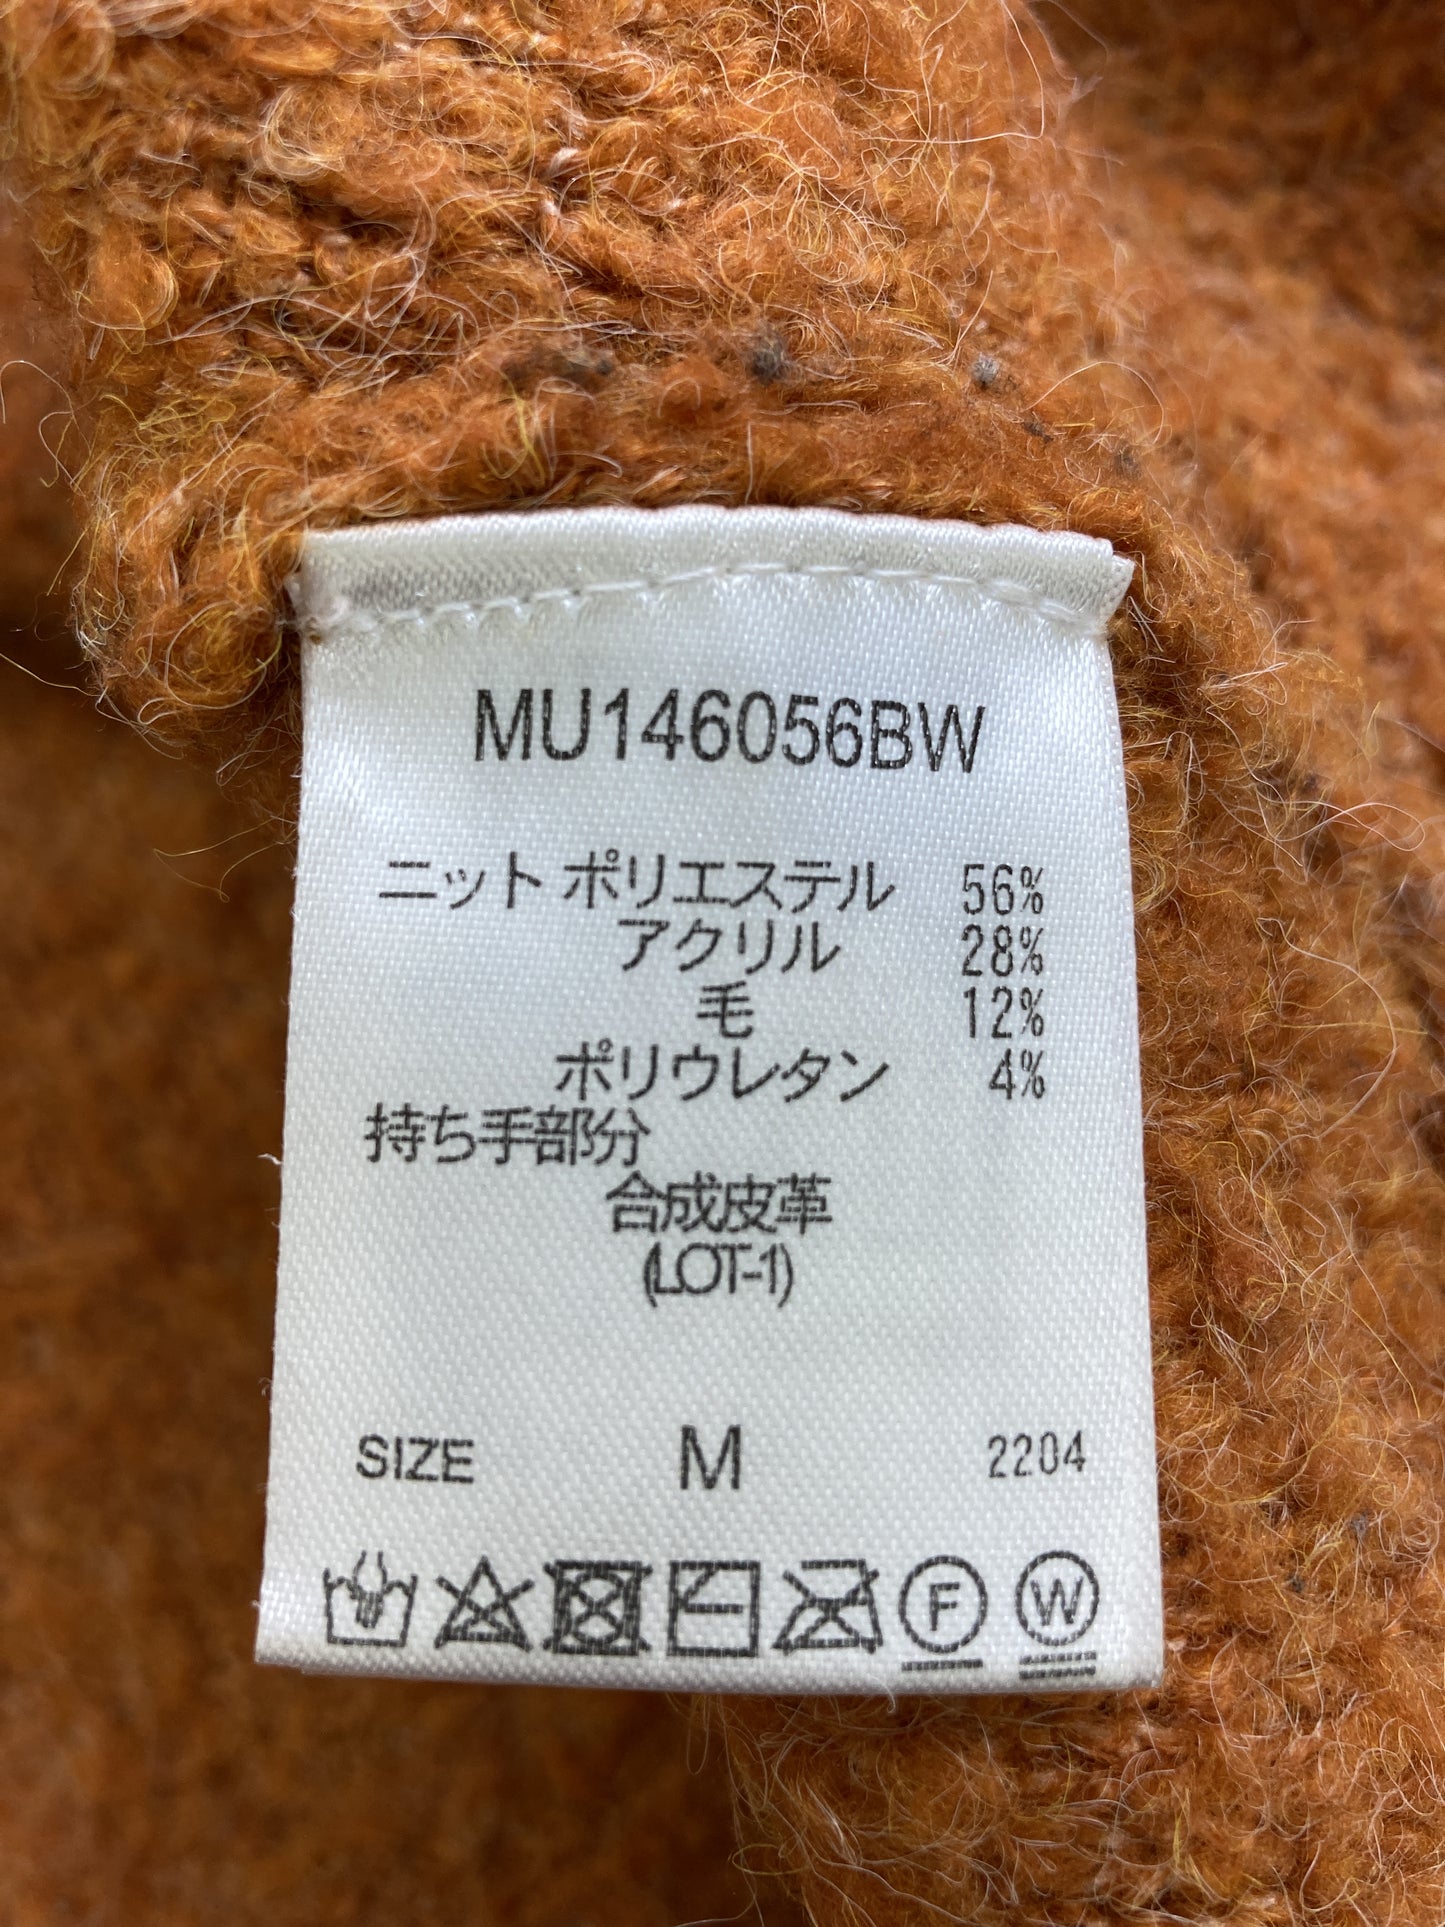 MU146056BW
ニット ポリエステル 56%
アクリル 28%
毛 12%
ポリウレタン 4%
持ち手部分
合成皮革
(LOT-1)
SIZE M 2204
F W